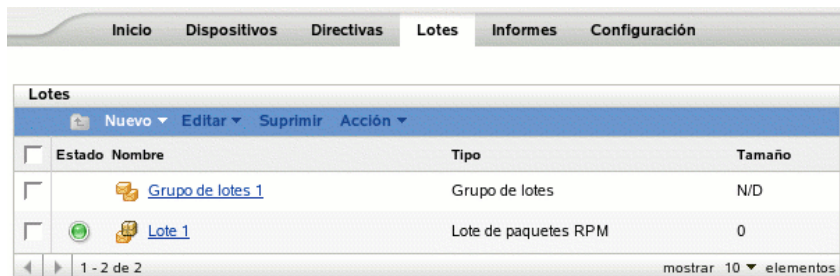 Inicio Dispositivos Directivas Lotes Informes Configuración
Lotes
Nuevo Editar Suprimir Acción
Estado Nombre Tipo Tamaño
Grupo de lotes 1 Grupo de lotes N/D
Lote 1 Lote de paquetes RPM 0
1 - 2 de 2 mostrar 10 elementos